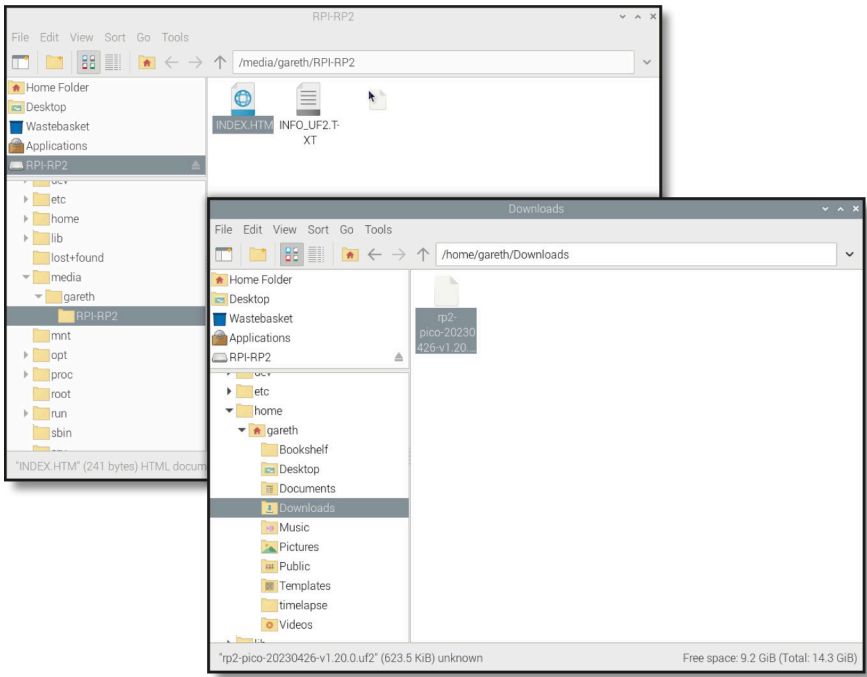 RPI-RP2
File Edit View Sort Go Tools
/media/gareth/RPI-RP2
Home Folder
Desktop
Wastebasket
Applications
RPI-RP2
INDEX.HTM
INFO_UF2.T-
XT
etc
home
lib
lost+found
media
gareth
RPI-RP2
mnt
opt
proc
root
run
sbin
"INDEX.HTM" (241 bytes) HTML docum
Downloads
File Edit View Sort Go Tools
/home/gareth/Downloads
Home Folder
Desktop
Wastebasket
Applications
RPI-RP2
rp2-
pico-20230
426-v1.20...
etc
home
gareth
Bookshelf
Desktop
Documents
Downloads
Music
Pictures
Public
Templates
timelapse
Videos
"rp2-pico-20230426-v1.20.0.uf2" (623.5 KiB) unknown
Free space: 9.2 GiB (Total: 14.3 GiB)